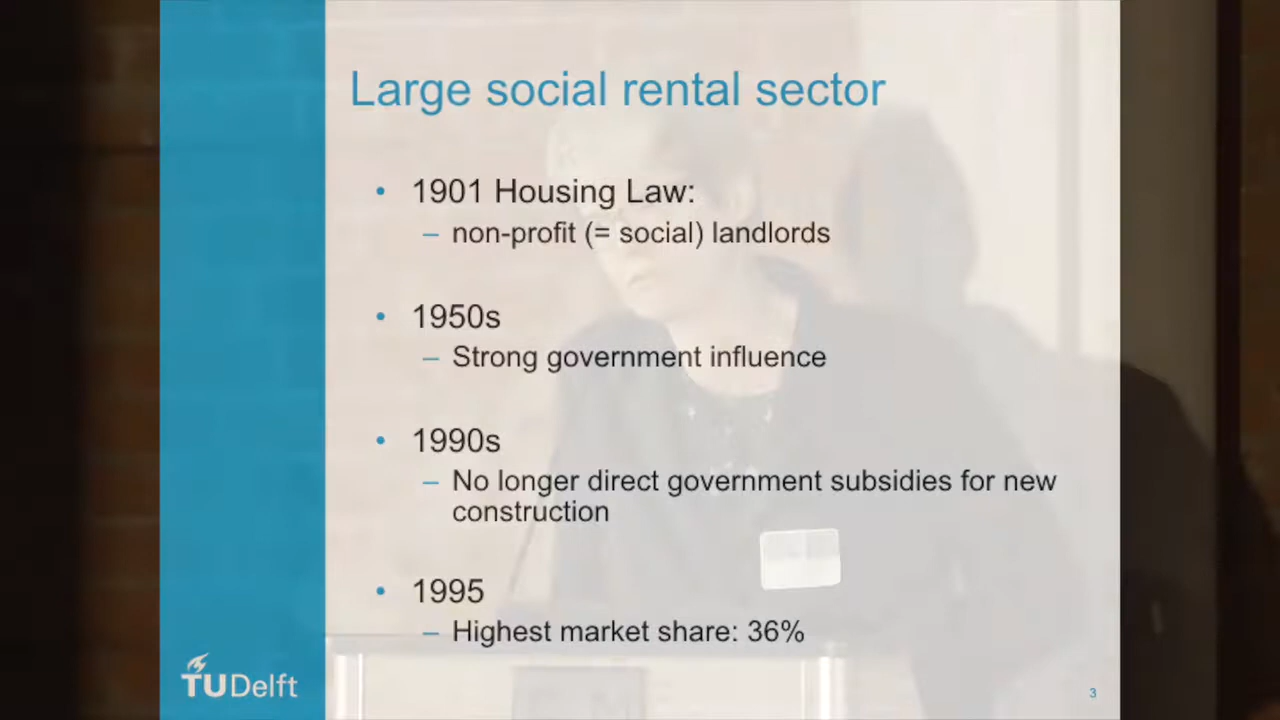 Large social rental sector
• 1901 Housing Law:
– non-profit (= social) landlords
• 1950s
– Strong government influence
• 1990s
– No longer direct government subsidies for new
construction
• 1995
– Highest market share: 36%
TUDelft
3